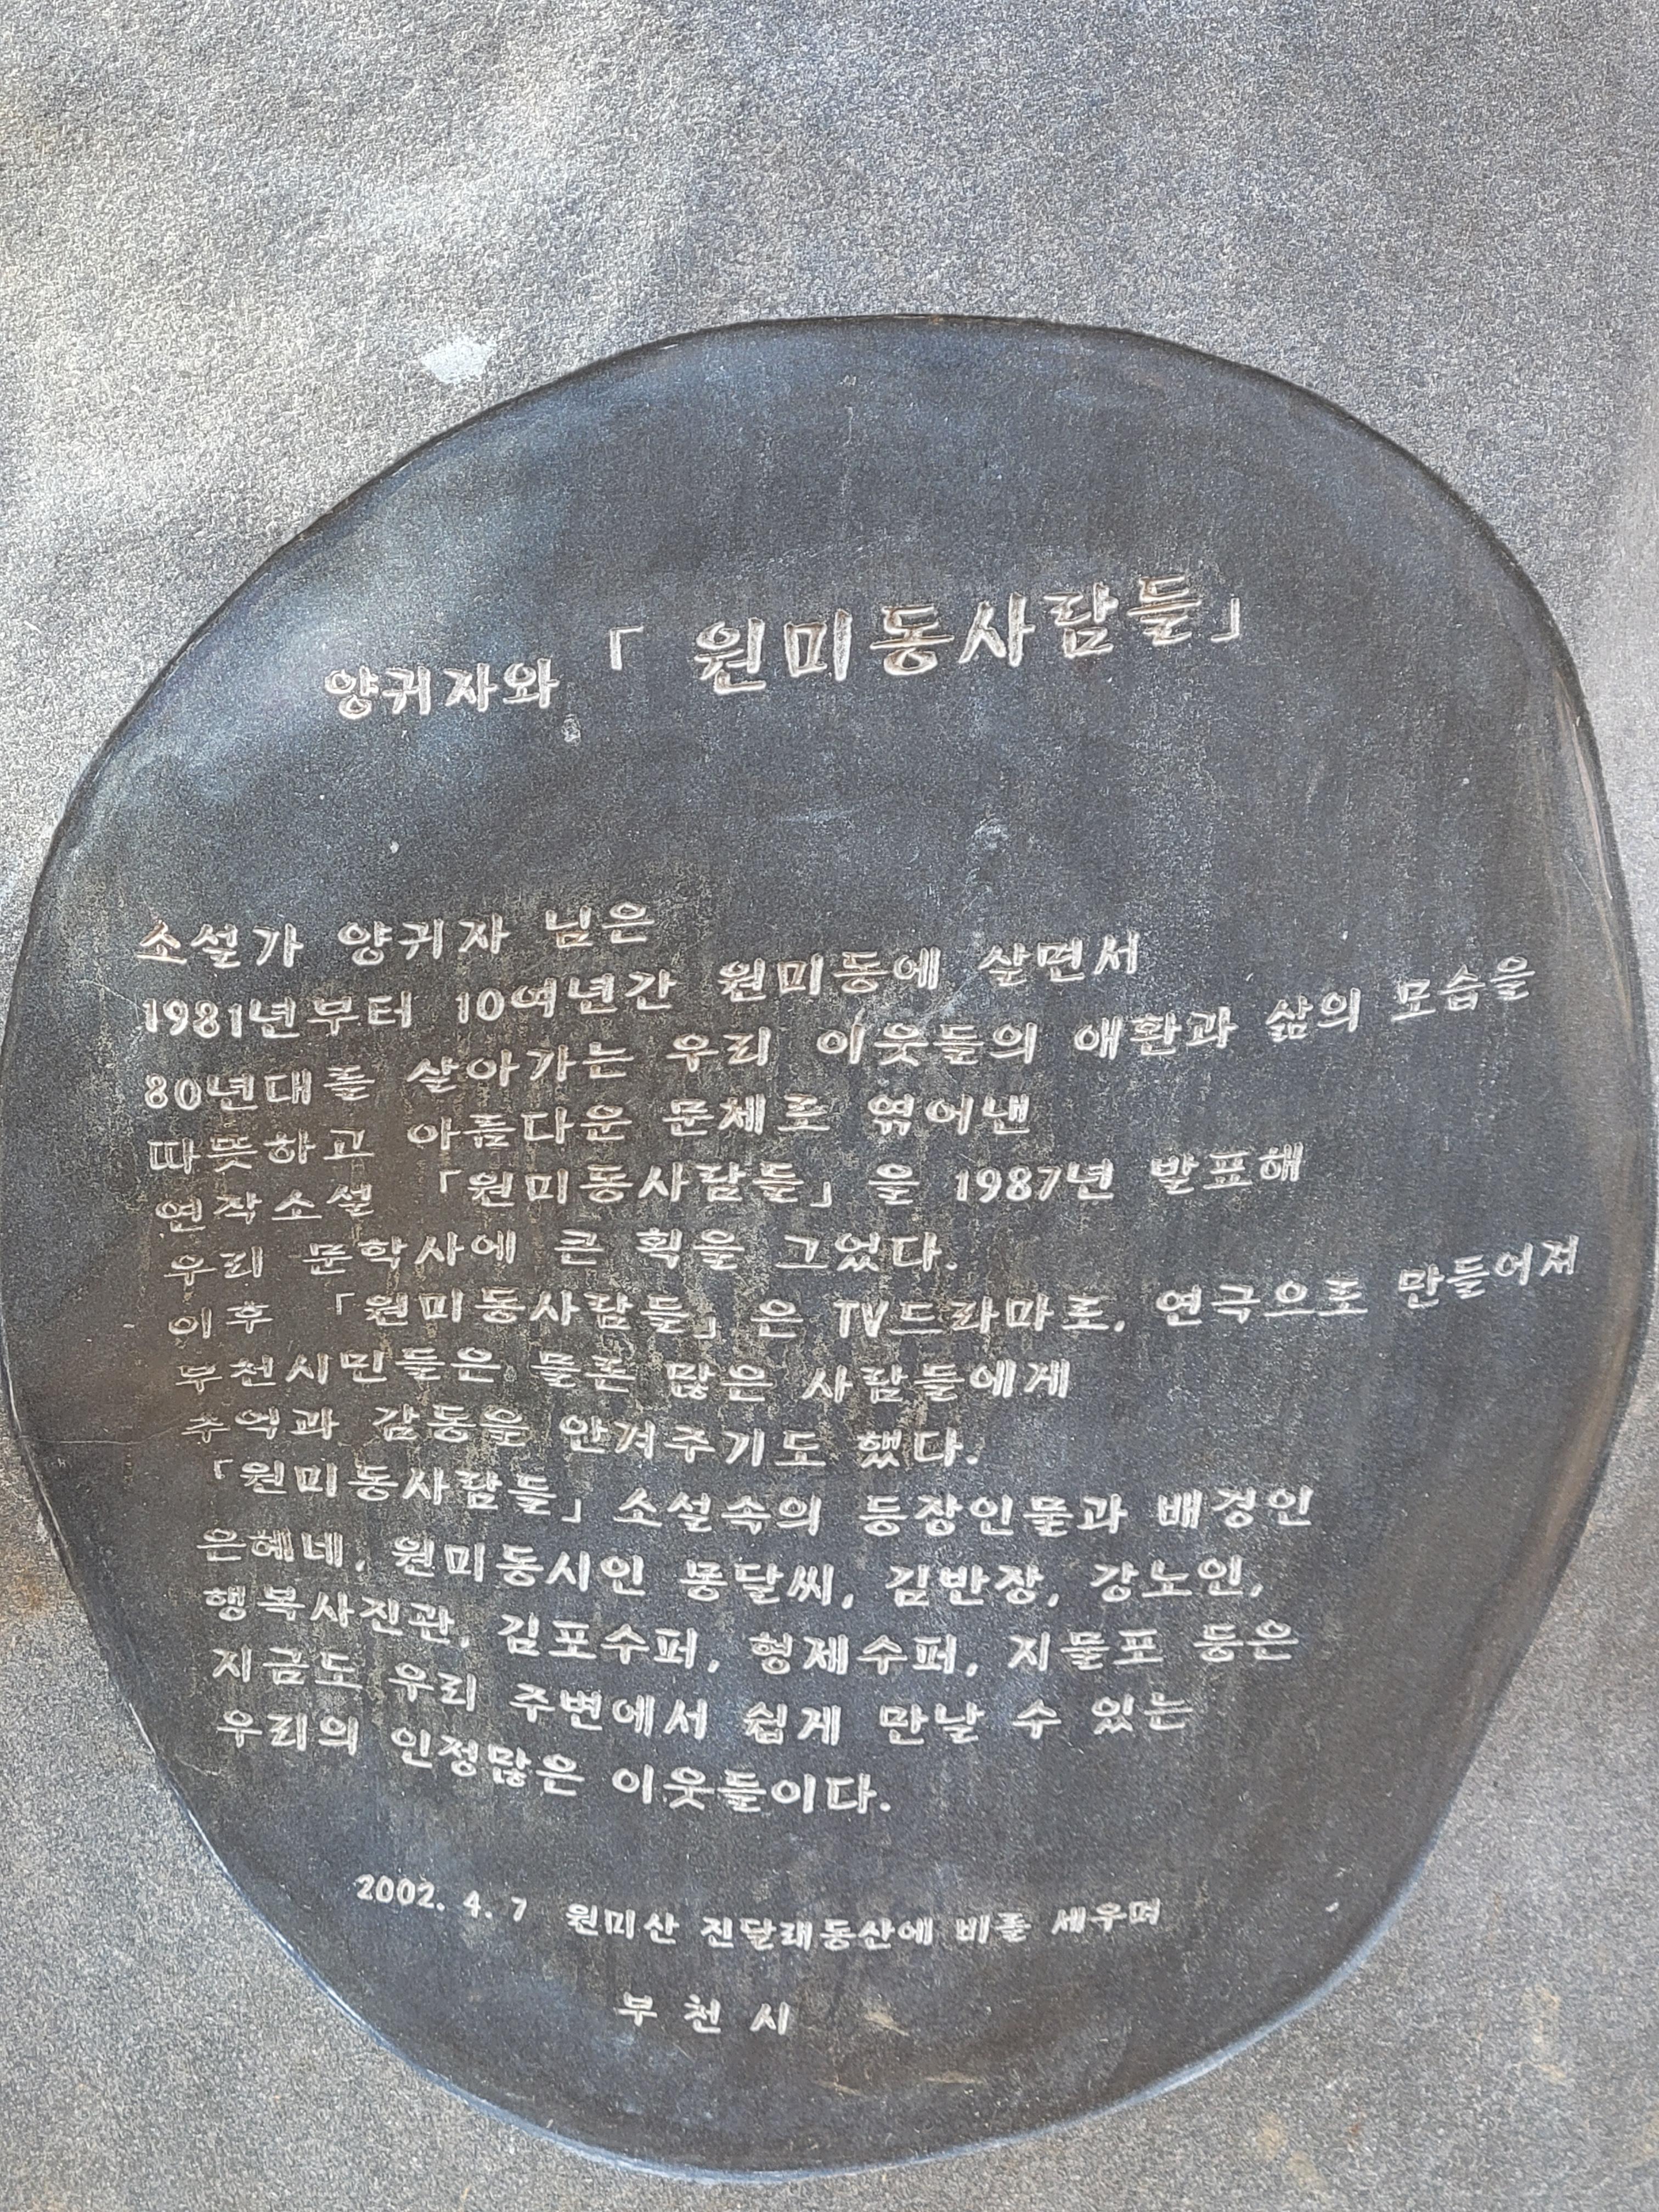 양귀자와 「 원미동사람들」
소설가 양귀자 님은
1981년부터 10여년간 원미동에 살면서
80년대를 살아가는 우리 이웃들의 애환과 삶의 모습을
따뜻하고 아름다운 문체로 엮어낸
연작소설 「원미동사람들」 을 1987년 발표해
우리 문학사에 큰 획을 그었다.
이후 「원미동사람들」 은 TV드라마로, 연극으로 만들어져
부천시민들은 물론 많은 사람들에게
추억과 감동을 안겨주기도 했다.
「원미동사람들」 소설속의 등장인물과 배경인
은혜네, 원미동시인 몽달씨, 김반장, 강노인,
행복사진관, 김포수퍼, 형제수퍼, 지물포 등은
지금도 우리 주변에서 쉽게 만날 수 있는
우리의 인정많은 이웃들이다.
2002. 4. 7 원미산 진달래동산에 비를 세우며
부 천 시